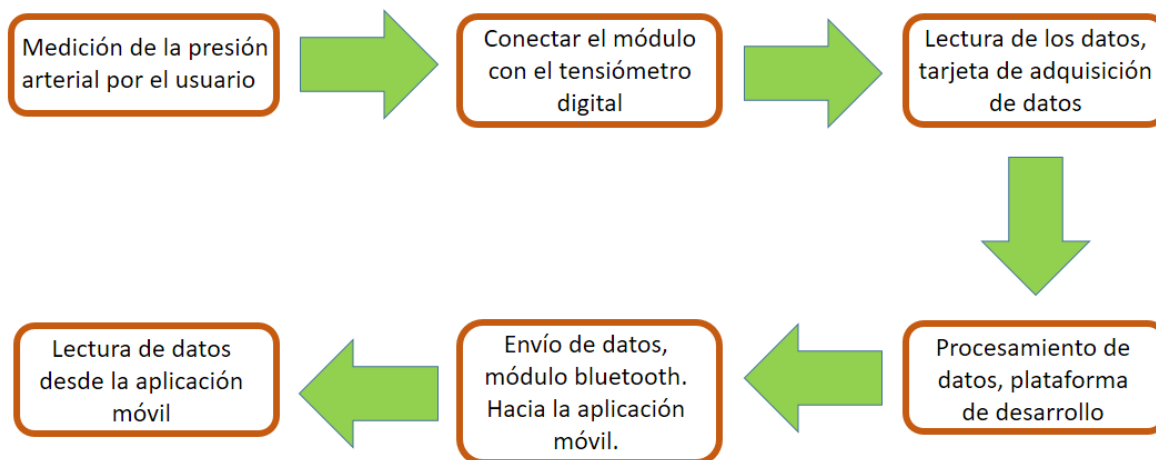 Medición de la presión
arterial por el usuario
Conectar el módulo
con el tensiómetro
digital
Lectura de los datos,
tarjeta de adquisición
de datos
Procesamiento de
datos, plataforma
de desarrollo
Envío de datos,
módulo bluetooth.
Hacia la aplicación
móvil.
Lectura de datos
desde la aplicación
móvil